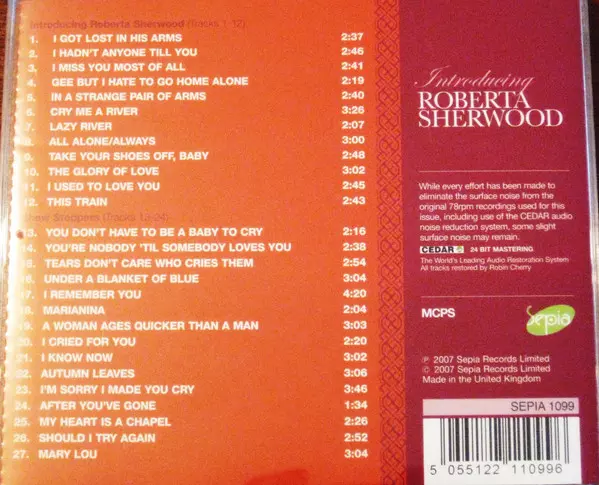 Introducing Roberta Sherwood (Tracks 1-12)
1. I GOT LOST IN HIS ARMS 2:37
2. I HADN'T ANYONE TILL YOU 2:46
3. I MISS YOU MOST OF ALL 2:41
4. GEE BUT I HATE TO GO HOME ALONE 2:19
5. IN A STRANGE PAIR OF ARMS 2:40
6. CRY ME A RIVER 3:26
7. LAZY RIVER 2:07
8. ALL ALONE/ALWAYS 3:00
9. TAKE YOUR SHOES OFF, BABY 2:48
10. THE GLORY OF LOVE 3:02
11. I USED TO LOVE YOU 2:45
12. THIS TRAIN 2:43
Show Stoppers (Tracks 13-24)
13. YOU DON'T HAVE TO BE A BABY TO CRY 2:16
14. YOU'RE NOBODY 'TIL SOMEBODY LOVES YOU 2:38
15. TEARS DON'T CARE WHO CRIES THEM 2:54
16. UNDER A BLANKET OF BLUE 3:04
17. I REMEMBER YOU 4:20
18. MARIANINA 2:04
19. A WOMAN AGES QUICKER THAN A MAN 3:03
20. I CRIED FOR YOU 2:20
21. I KNOW NOW 3:03
22. AUTUMN LEAVES 3:06
23. I'M SORRY I MADE YOU CRY 3:46
24. AFTER YOU'VE GONE 1:34
25. MY HEART IS A CHAPEL 2:26
26. SHOULD I TRY AGAIN 2:52
27. MARY LOU 3:04
Introducing
ROBERTA
SHERWOOD
While every effort has been made to
eliminate the surface noise from the
original 78rpm recordings used for this
issue, including use of the CEDAR audio
noise reduction system, some slight
surface noise may remain.
CEDAR 24 BIT MASTERING
The World's Leading Audio Restoration System
All tracks restored by Robin Cherry
MCPS
Sepia
℗ 2007 Sepia Records Limited
© 2007 Sepia Records Limited
Made in the United Kingdom
SEPIA 1099
5 055122 110996